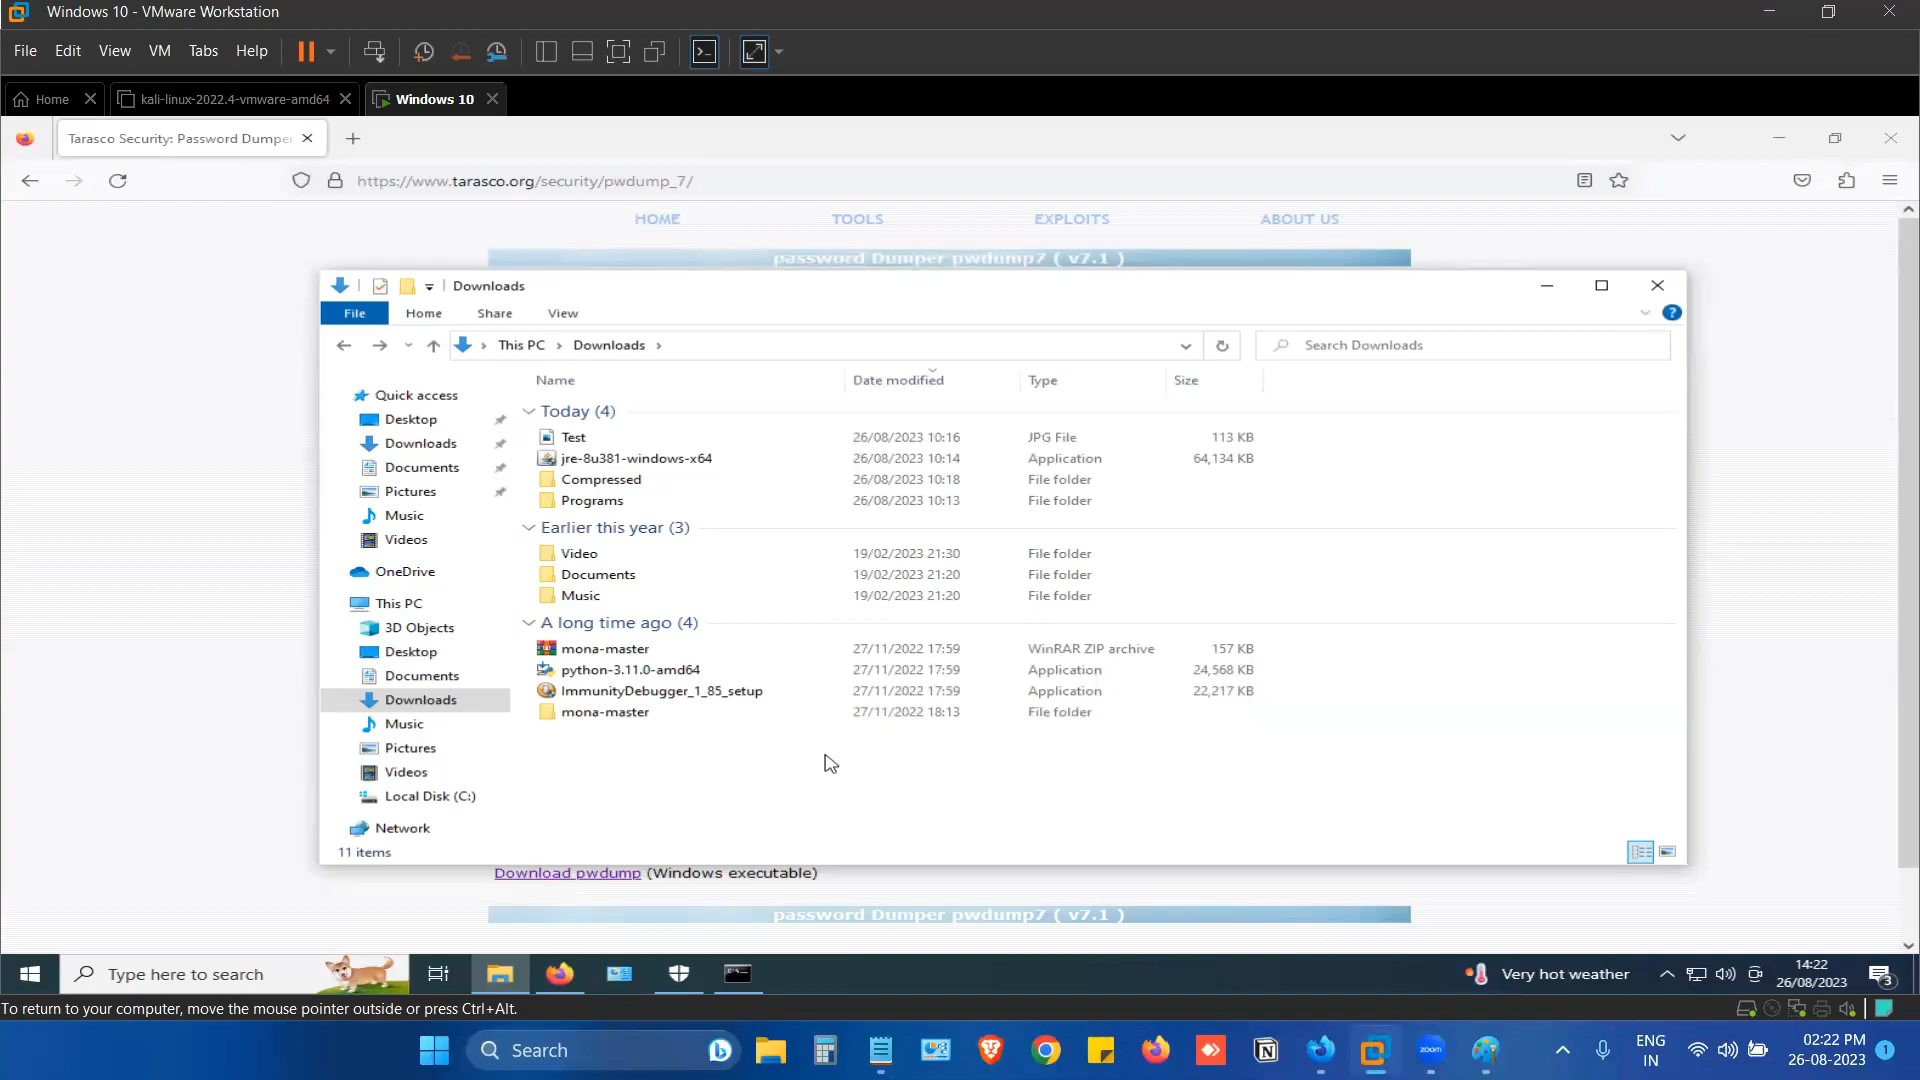 Windows 10 - VMware Workstation
File Edit View VM Tabs Help
Home kali-linux-2022.4-vmware-amd64 Windows 10
Tarasco Security: Password Dumper
https://www.tarasco.org/security/pwdump_7/
HOME TOOLS EXPLOITS ABOUT US
password Dumper pwdump7 ( v7.1 )
Downloads
File Home Share View
This PC Downloads Search Downloads
Name Date modified Type Size
Quick access
Desktop
Downloads
Documents
Pictures
Music
Videos
OneDrive
This PC
3D Objects
Desktop
Documents
Downloads
Music
Pictures
Videos
Local Disk (C:)
Network
Today (4)
Test 26/08/2023 10:16 JPG File 113 KB
jre-8u381-windows-x64 26/08/2023 10:14 Application 64,134 KB
Compressed 26/08/2023 10:18 File folder
Programs 26/08/2023 10:13 File folder
Earlier this year (3)
Video 19/02/2023 21:30 File folder
Documents 19/02/2023 21:20 File folder
Music 19/02/2023 21:20 File folder
A long time ago (4)
mona-master 27/11/2022 17:59 WinRAR ZIP archive 157 KB
python-3.11.0-amd64 27/11/2022 17:59 Application 24,568 KB
ImmunityDebugger_1_85_setup 27/11/2022 17:59 Application 22,217 KB
mona-master 27/11/2022 18:13 File folder
11 items
Download pwdump (Windows executable)
password Dumper pwdump7 ( v7.1 )
Type here to search Very hot weather 14:22
26/08/2023 3
To return to your computer, move the mouse pointer outside or press Ctrl+Alt.
Search zoom ENG 02:22 PM
IN 26-08-2023 1